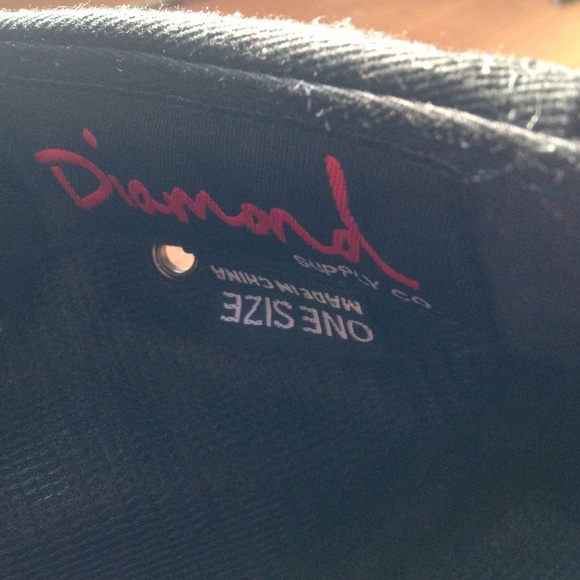 Diamond
SUPPLY CO
ONE SIZE
MADE IN CHINA